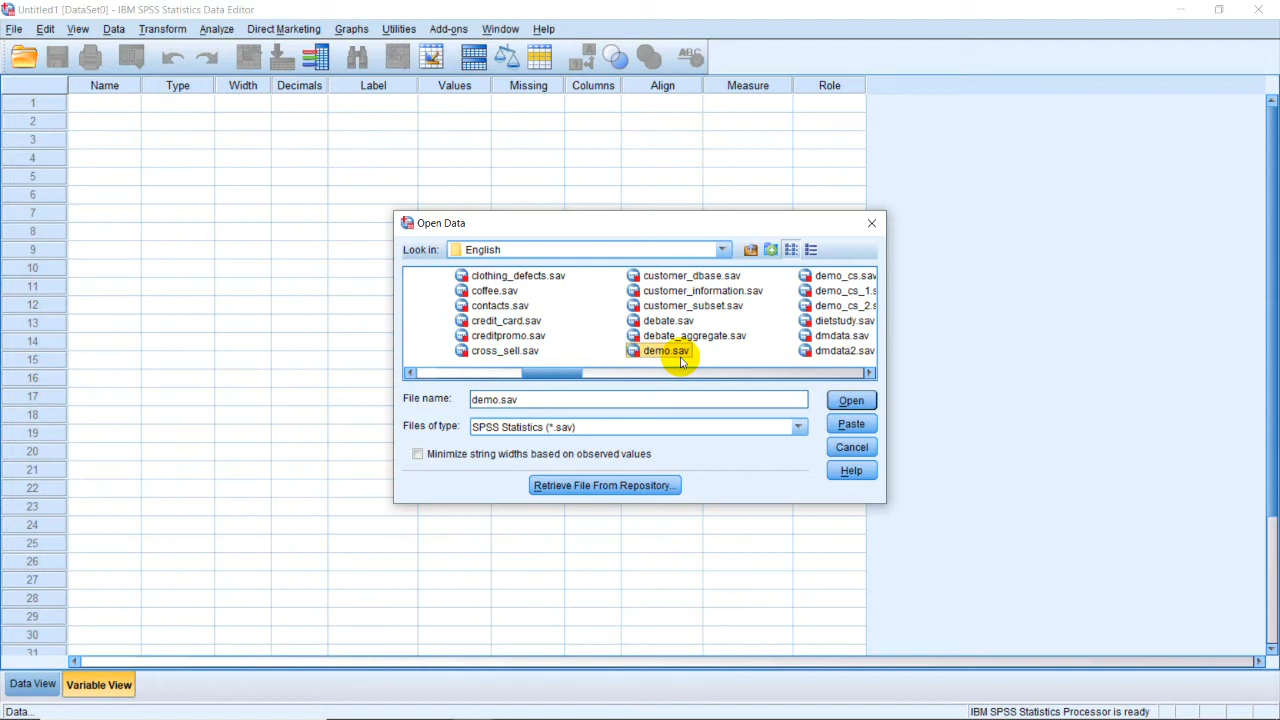 Untitled1 [DataSet0] - IBM SPSS Statistics Data Editor
File Edit View Data Transform Analyze Direct Marketing Graphs Utilities Add-ons Window Help
Name Type Width Decimals Label Values Missing Columns Align Measure Role
1
2
3
4
5
6
7
8
9
10
11
12
13
14
15
16
17
18
19
20
21
22
23
24
25
26
27
28
29
30
31
Open Data
Look in: English
clothing_defects.sav customer_dbase.sav demo_cs.sav
coffee.sav customer_information.sav demo_cs_1.s
contacts.sav customer_subset.sav demo_cs_2.s
credit_card.sav debate.sav dietstudy.sav
creditpromo.sav debate_aggregate.sav dmdata.sav
cross_sell.sav demo.sav dmdata2.sav
File name: demo.sav Open
Files of type: SPSS Statistics (*.sav) Paste
Minimize string widths based on observed values Cancel
Help
Retrieve File From Repository...
Data View Variable View
Data... IBM SPSS Statistics Processor is ready